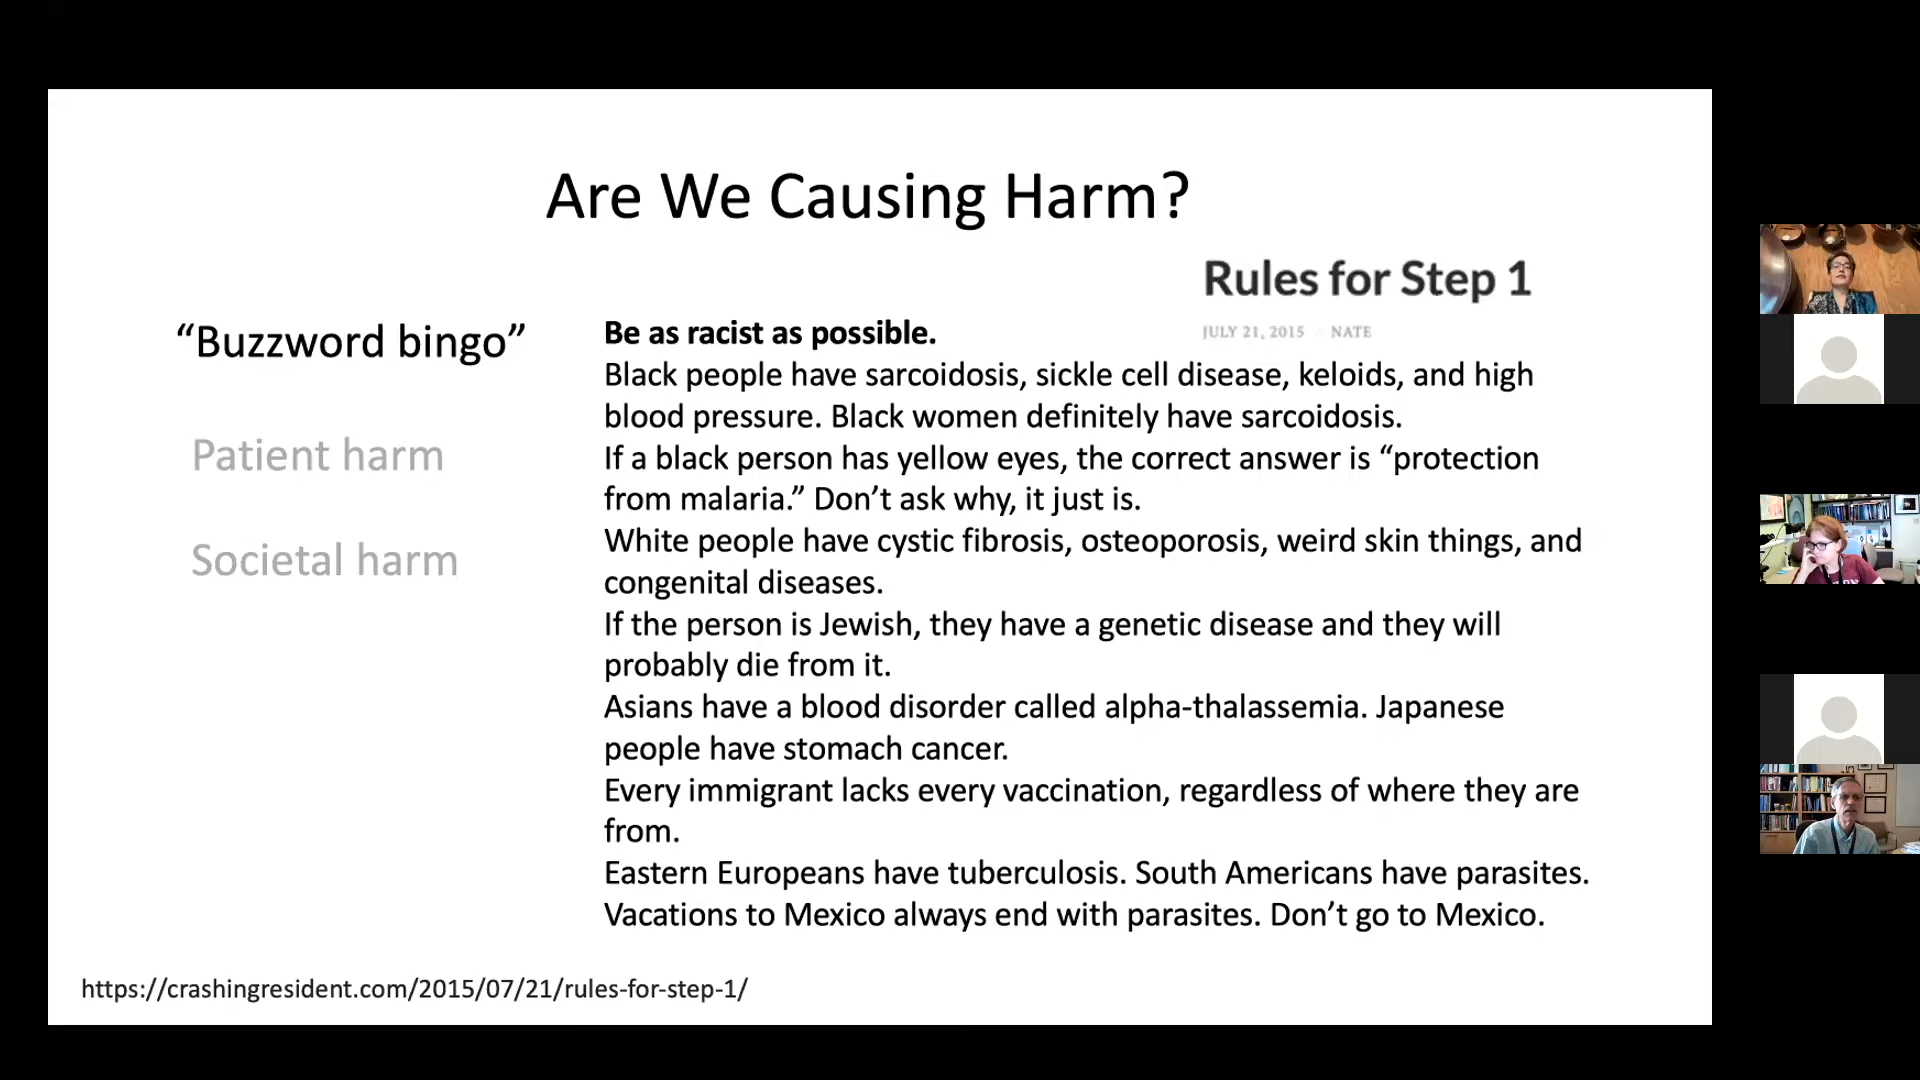 Are We Causing Harm?
Rules for Step 1
JULY 21, 2015 NATE
“Buzzword bingo”
Patient harm
Societal harm
Be as racist as possible.
Black people have sarcoidosis, sickle cell disease, keloids, and high
blood pressure. Black women definitely have sarcoidosis.
If a black person has yellow eyes, the correct answer is “protection
from malaria.” Don’t ask why, it just is.
White people have cystic fibrosis, osteoporosis, weird skin things, and
congenital diseases.
If the person is Jewish, they have a genetic disease and they will
probably die from it.
Asians have a blood disorder called alpha-thalassemia. Japanese
people have stomach cancer.
Every immigrant lacks every vaccination, regardless of where they are
from.
Eastern Europeans have tuberculosis. South Americans have parasites.
Vacations to Mexico always end with parasites. Don’t go to Mexico.
https://crashingresident.com/2015/07/21/rules-for-step-1/